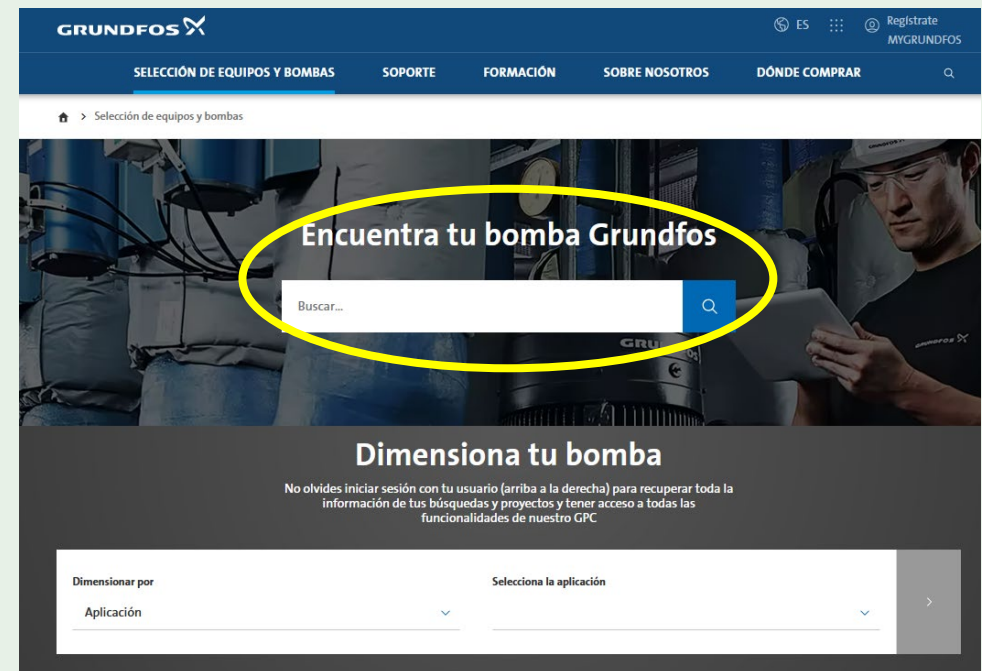 GRUNDFOS
ES
Regístrate
MYGRUNDFOS
SELECCIÓN DE EQUIPOS Y BOMBAS
SOPORTE
FORMACIÓN
SOBRE NOSOTROS
DÓNDE COMPRAR
> Selección de equipos y bombas
Encuentra tu bomba Grundfos
Buscar...
GRUNDFOS
Dimensiona tu bomba
No olvides iniciar sesión con tu usuario (arriba a la derecha) para recuperar toda la
información de tus búsquedas y proyectos y tener acceso a todas las
funcionalidades de nuestro GPC
Dimensionar por
Selecciona la aplicación
Aplicación